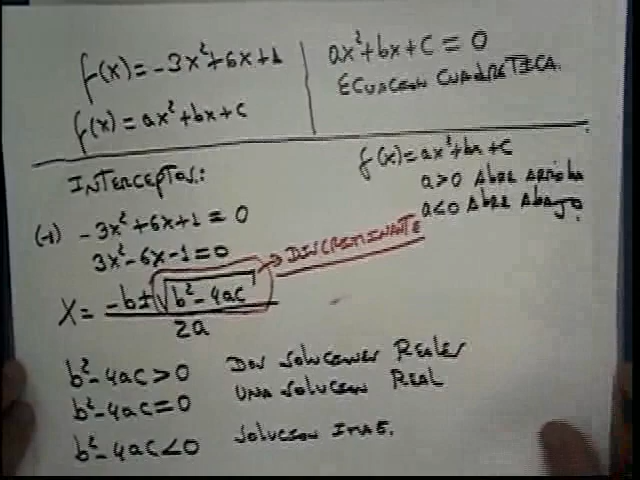 f(x)=-3x²+6x+1
f(x)=ax²+bx+c
ax²+bx+c=0
ECUACION CUADRATICA.
INTERCEPTOS:
(-1) -3x²+6x+1=0
3x²-6x-1=0
X= -b±√b²-4ac / 2a
DISCRIMINANTE
f(x)=ax²+bx+c
a>0 Abre Arriba
a<0 Abre Abajo
b²-4ac>0 Dos soluciones Reales
b²-4ac=0 Una solucion Real
b²-4ac<0 Solucion Imag.